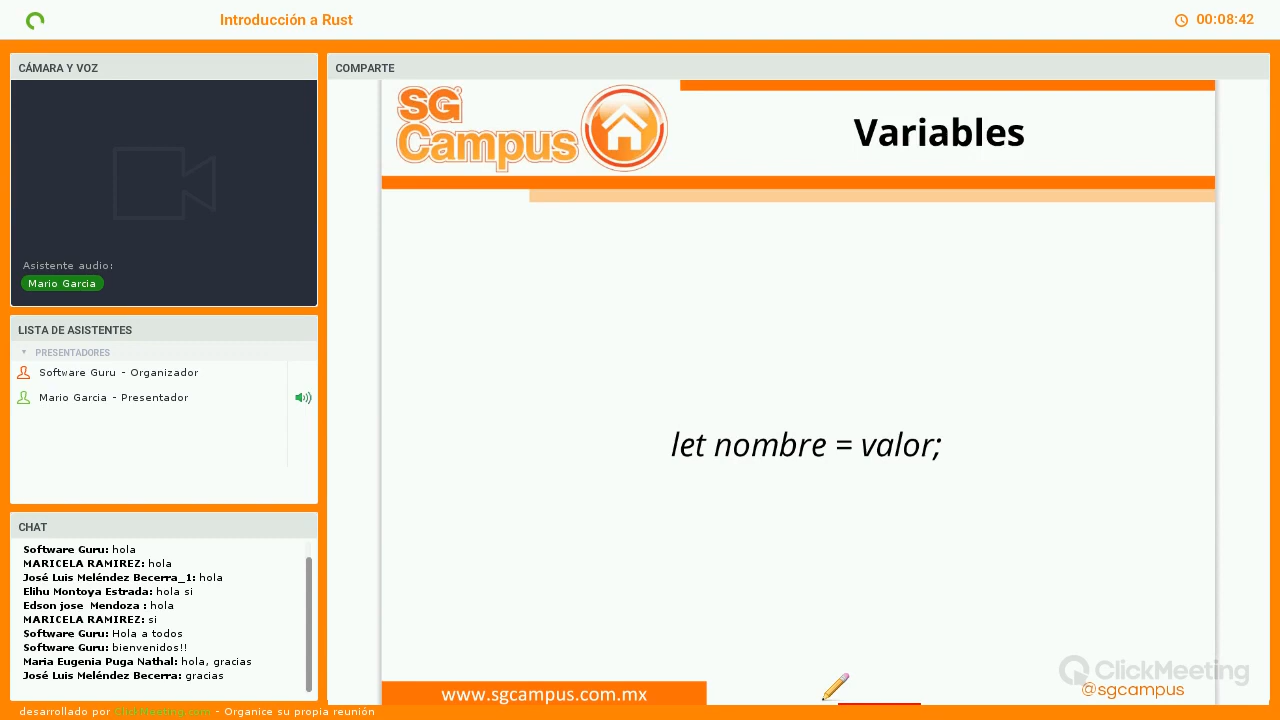 Introducción a Rust
00:08:42
CÁMARA Y VOZ
Asistente audio:
Mario Garcia
LISTA DE ASISTENTES
PRESENTADORES
Software Guru - Organizador
Mario Garcia - Presentador
CHAT
Software Guru: hola
MARICELA RAMIREZ: hola
José Luis Meléndez Becerra_1: hola
Elihu Montoya Estrada: hola si
Edson jose Mendoza : hola
MARICELA RAMIREZ: si
Software Guru: Hola a todos
Software Guru: bienvenidos!!
Maria Eugenia Puga Nathal: hola, gracias
José Luis Meléndez Becerra: gracias
desarrollado por ClickMeeting.com - Organice su propia reunión
COMPARTE
SG
Campus
Variables
let nombre = valor;
www.sgcampus.com.mx
ClickMeeting
@sgcampus